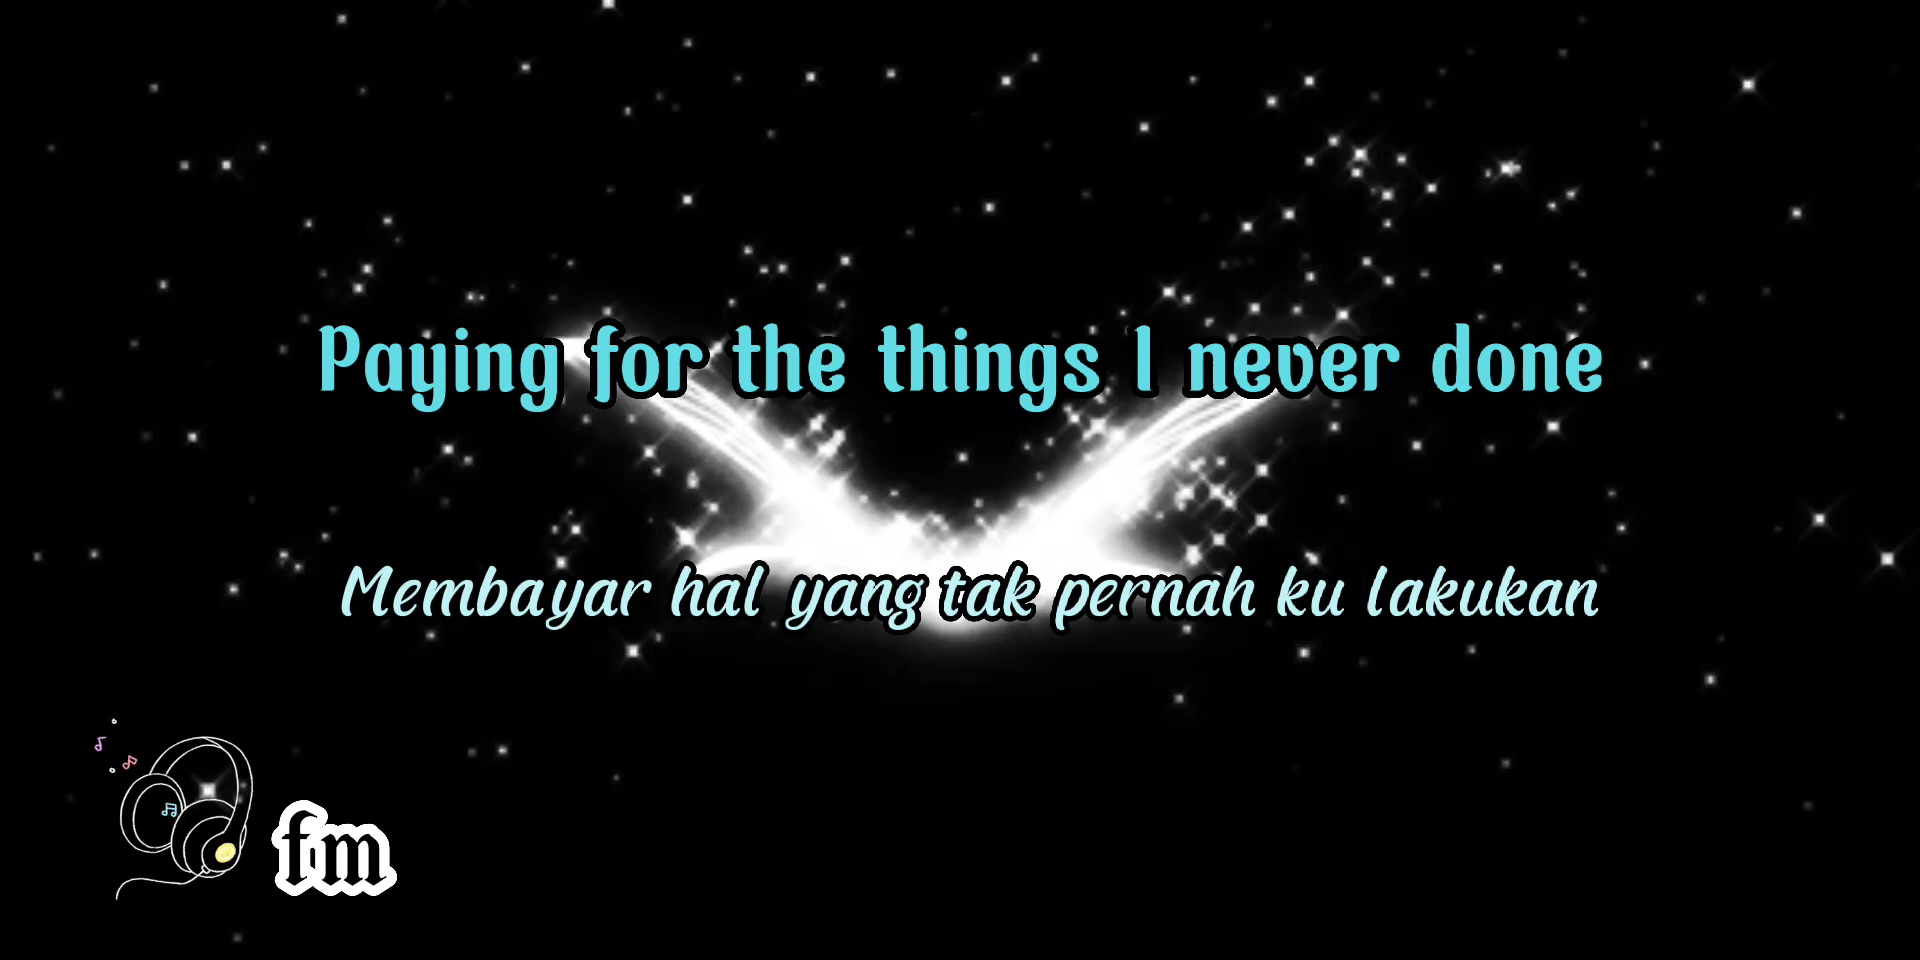 Paying for the things I never done
Membayar hal yang tak pernah ku lakukan
fm